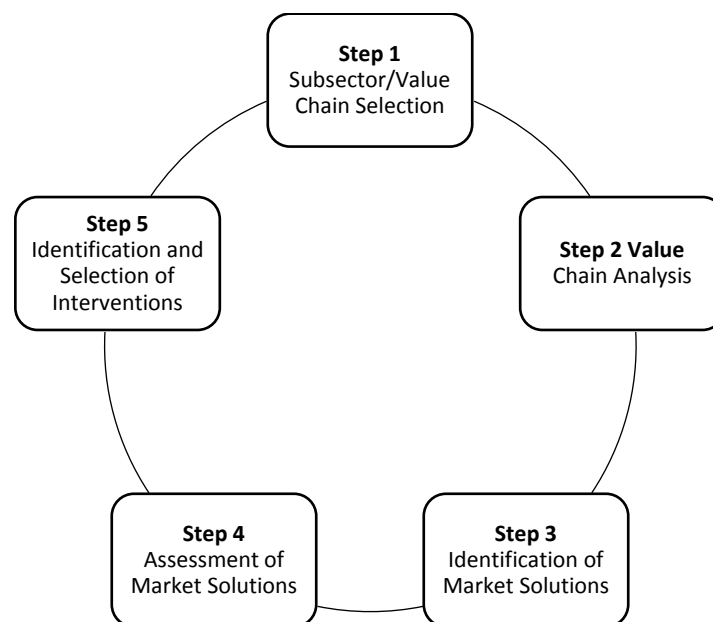 Step 1
Subsector/Value
Chain Selection
Step 2 Value
Chain Analysis
Step 3
Identification of
Market Solutions
Step 4
Assessment of
Market Solutions
Step 5
Identification and
Selection of
Interventions